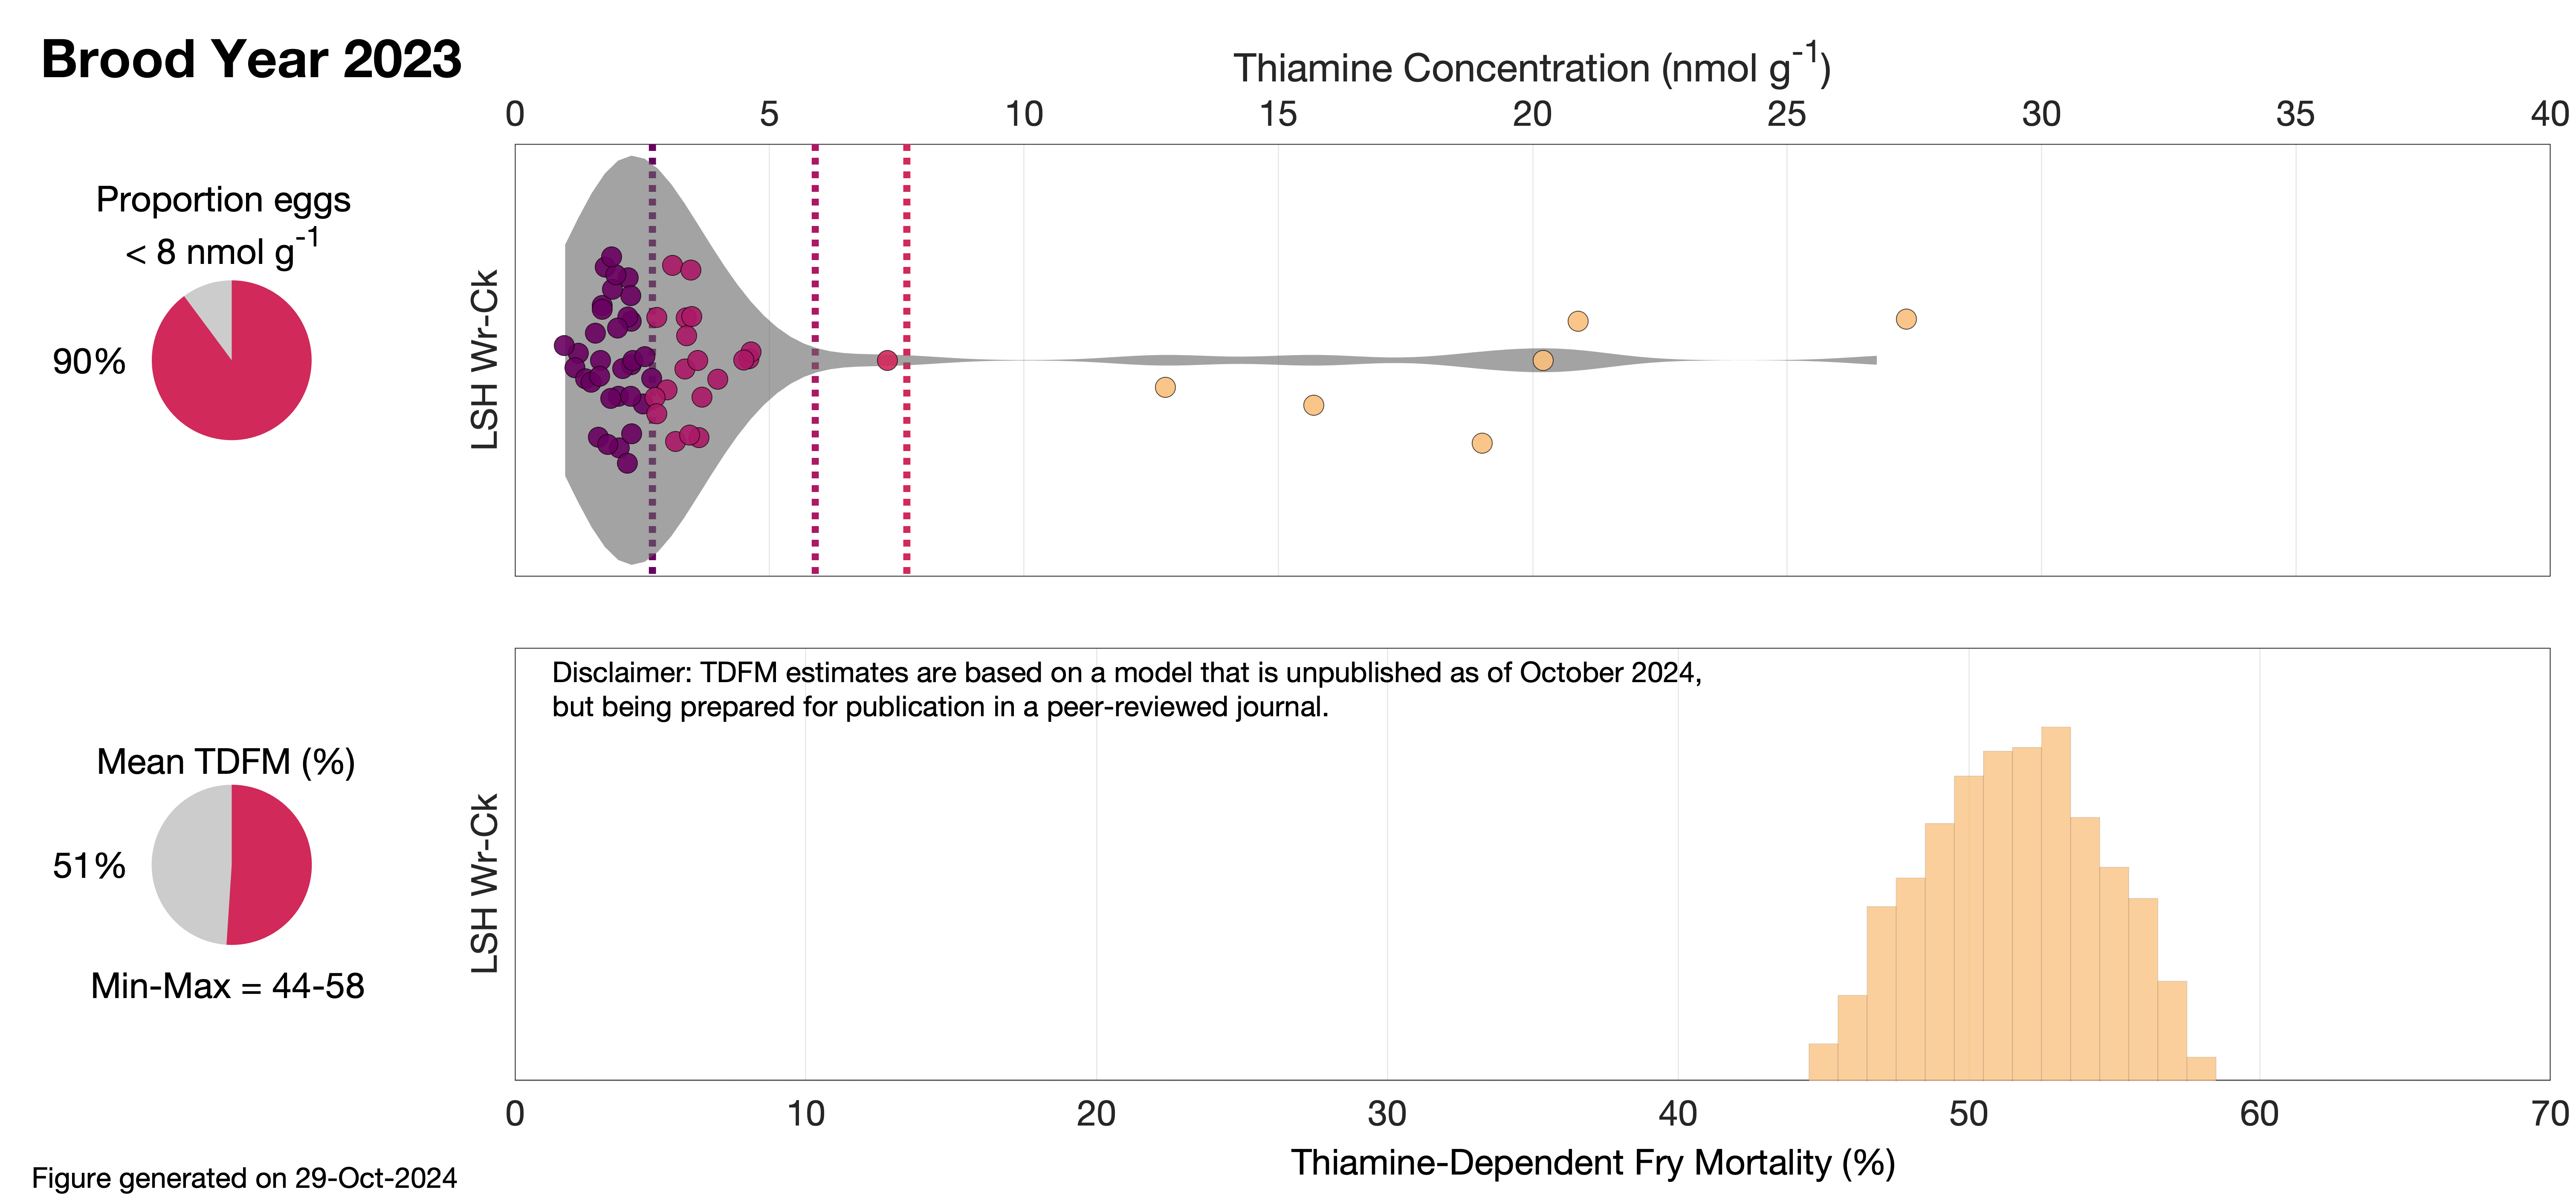 Brood Year 2023
Thiamine Concentration (nmol g⁻¹)
0 5 10 15 20 25 30 35 40
Proportion eggs
< 8 nmol g⁻¹
90%
LSH Wr-Ck
Disclaimer: TDFM estimates are based on a model that is unpublished as of October 2024,
but being prepared for publication in a peer-reviewed journal.
Mean TDFM (%)
51%
Min-Max = 44-58
LSH Wr-Ck
0 10 20 30 40 50 60 70
Thiamine-Dependent Fry Mortality (%)
Figure generated on 29-Oct-2024